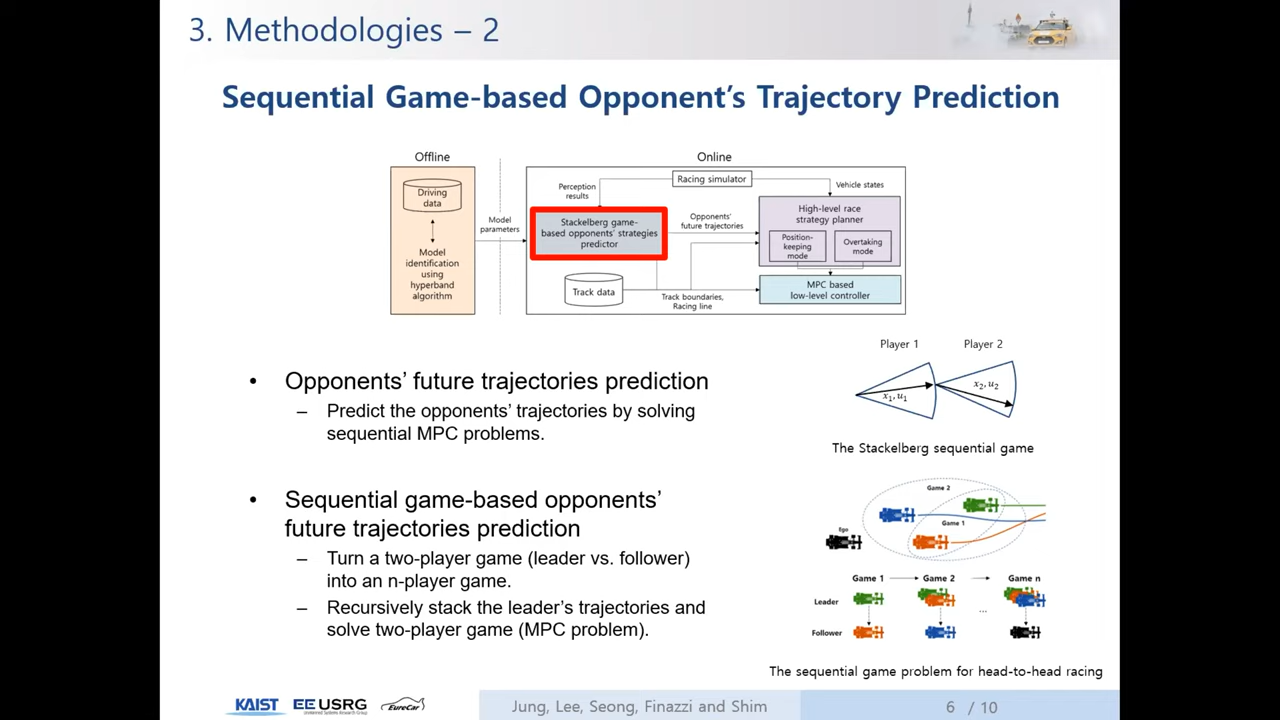 3. Methodologies – 2
Sequential Game-based Opponent's Trajectory Prediction
Offline
Online
Driving
data
Model
identification
using
hyperband
algorithm
Model
parameters
Perception
results
Racing simulator
Vehicle states
Stackelberg game-
based opponents' strategies
predictor
Opponents'
future trajectories
High-level race
strategy planner
Position-
keeping
mode
Overtaking
mode
Track data
Track boundaries,
Racing line
MPC based
low-level controller
• Opponents' future trajectories prediction
– Predict the opponents' trajectories by solving
sequential MPC problems.
• Sequential game-based opponents'
future trajectories prediction
– Turn a two-player game (leader vs. follower)
into an n-player game.
– Recursively stack the leader's trajectories and
solve two-player game (MPC problem).
Player 1
Player 2
x₁, u₁
x₂, u₂
The Stackelberg sequential game
Game 2
Game 1
Ego
Game 1
Game 2
Game n
Leader
...
Follower
The sequential game problem for head-to-head racing
KAIST
EE USRG
EureCar
Jung, Lee, Seong, Finazzi and Shim
6 / 10